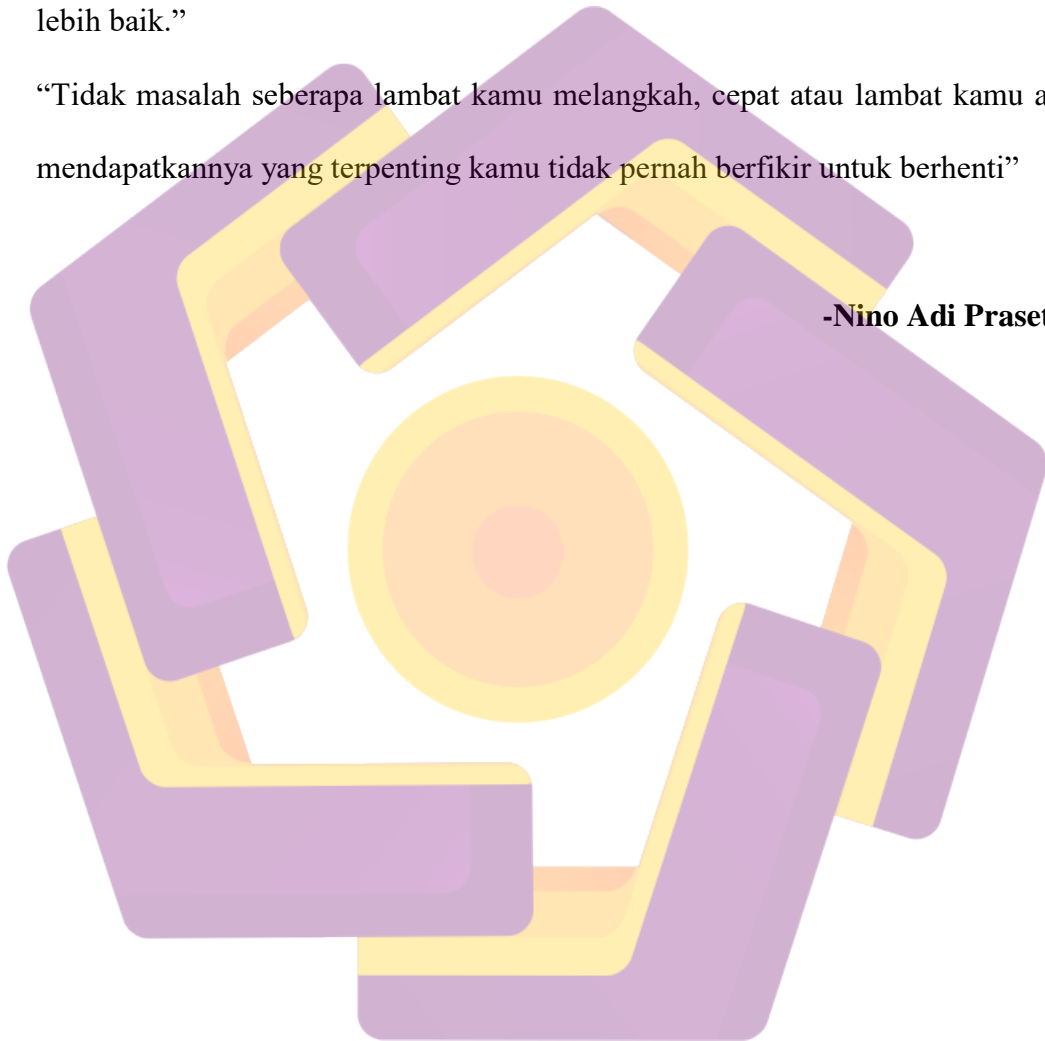 lebih baik.”
“Tidak masalah seberapa lambat kamu melangkah, cepat atau lambat kamu
mendapatkannya yang terpenting kamu tidak pernah berfikir untuk berhenti”
-Nino Adi